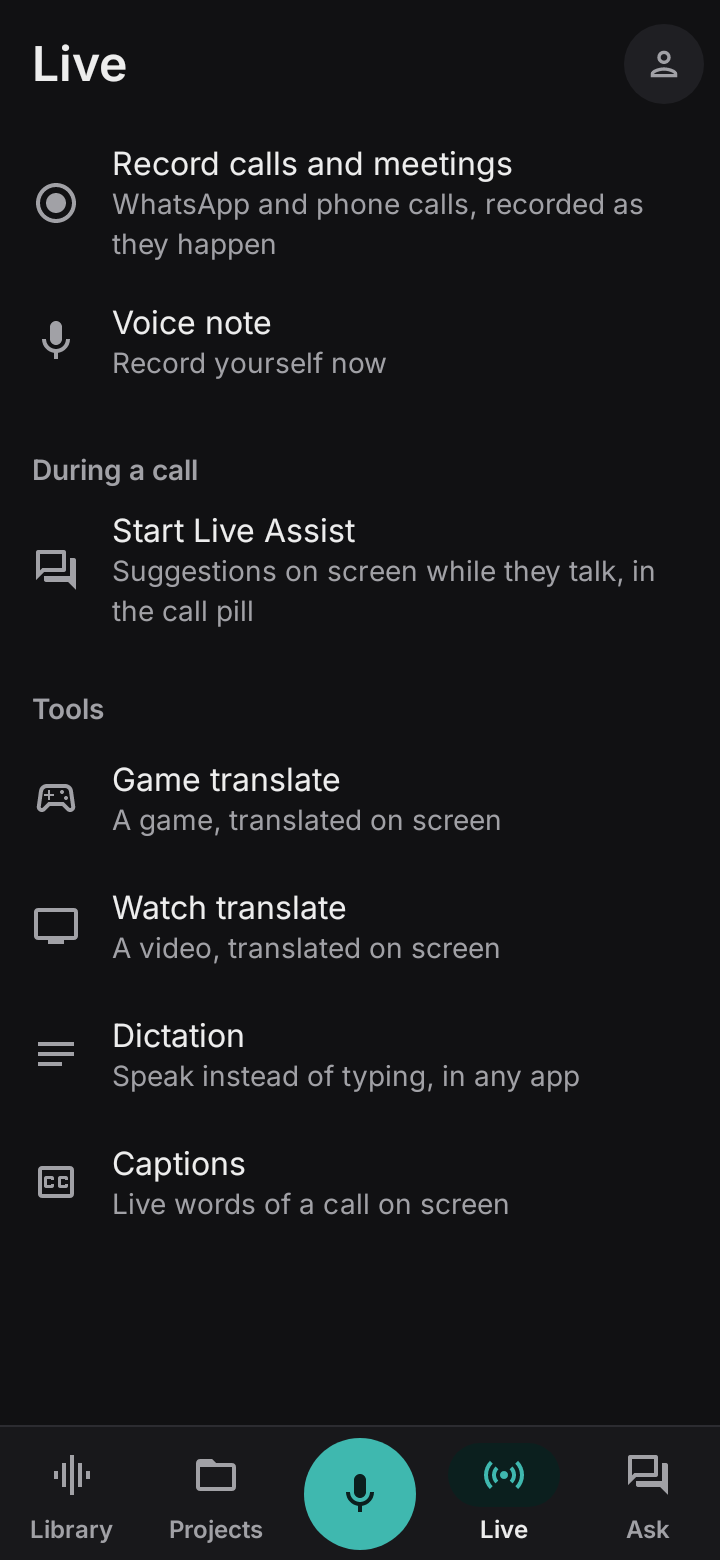 Live
Record calls and meetings
WhatsApp and phone calls, recorded as
they happen
Voice note
Record yourself now
During a call
Start Live Assist
Suggestions on screen while they talk, in
the call pill
Tools
Game translate
A game, translated on screen
Watch translate
A video, translated on screen
Dictation
Speak instead of typing, in any app
CC
Captions
Live words of a call on screen
Library
Projects
Live
Ask